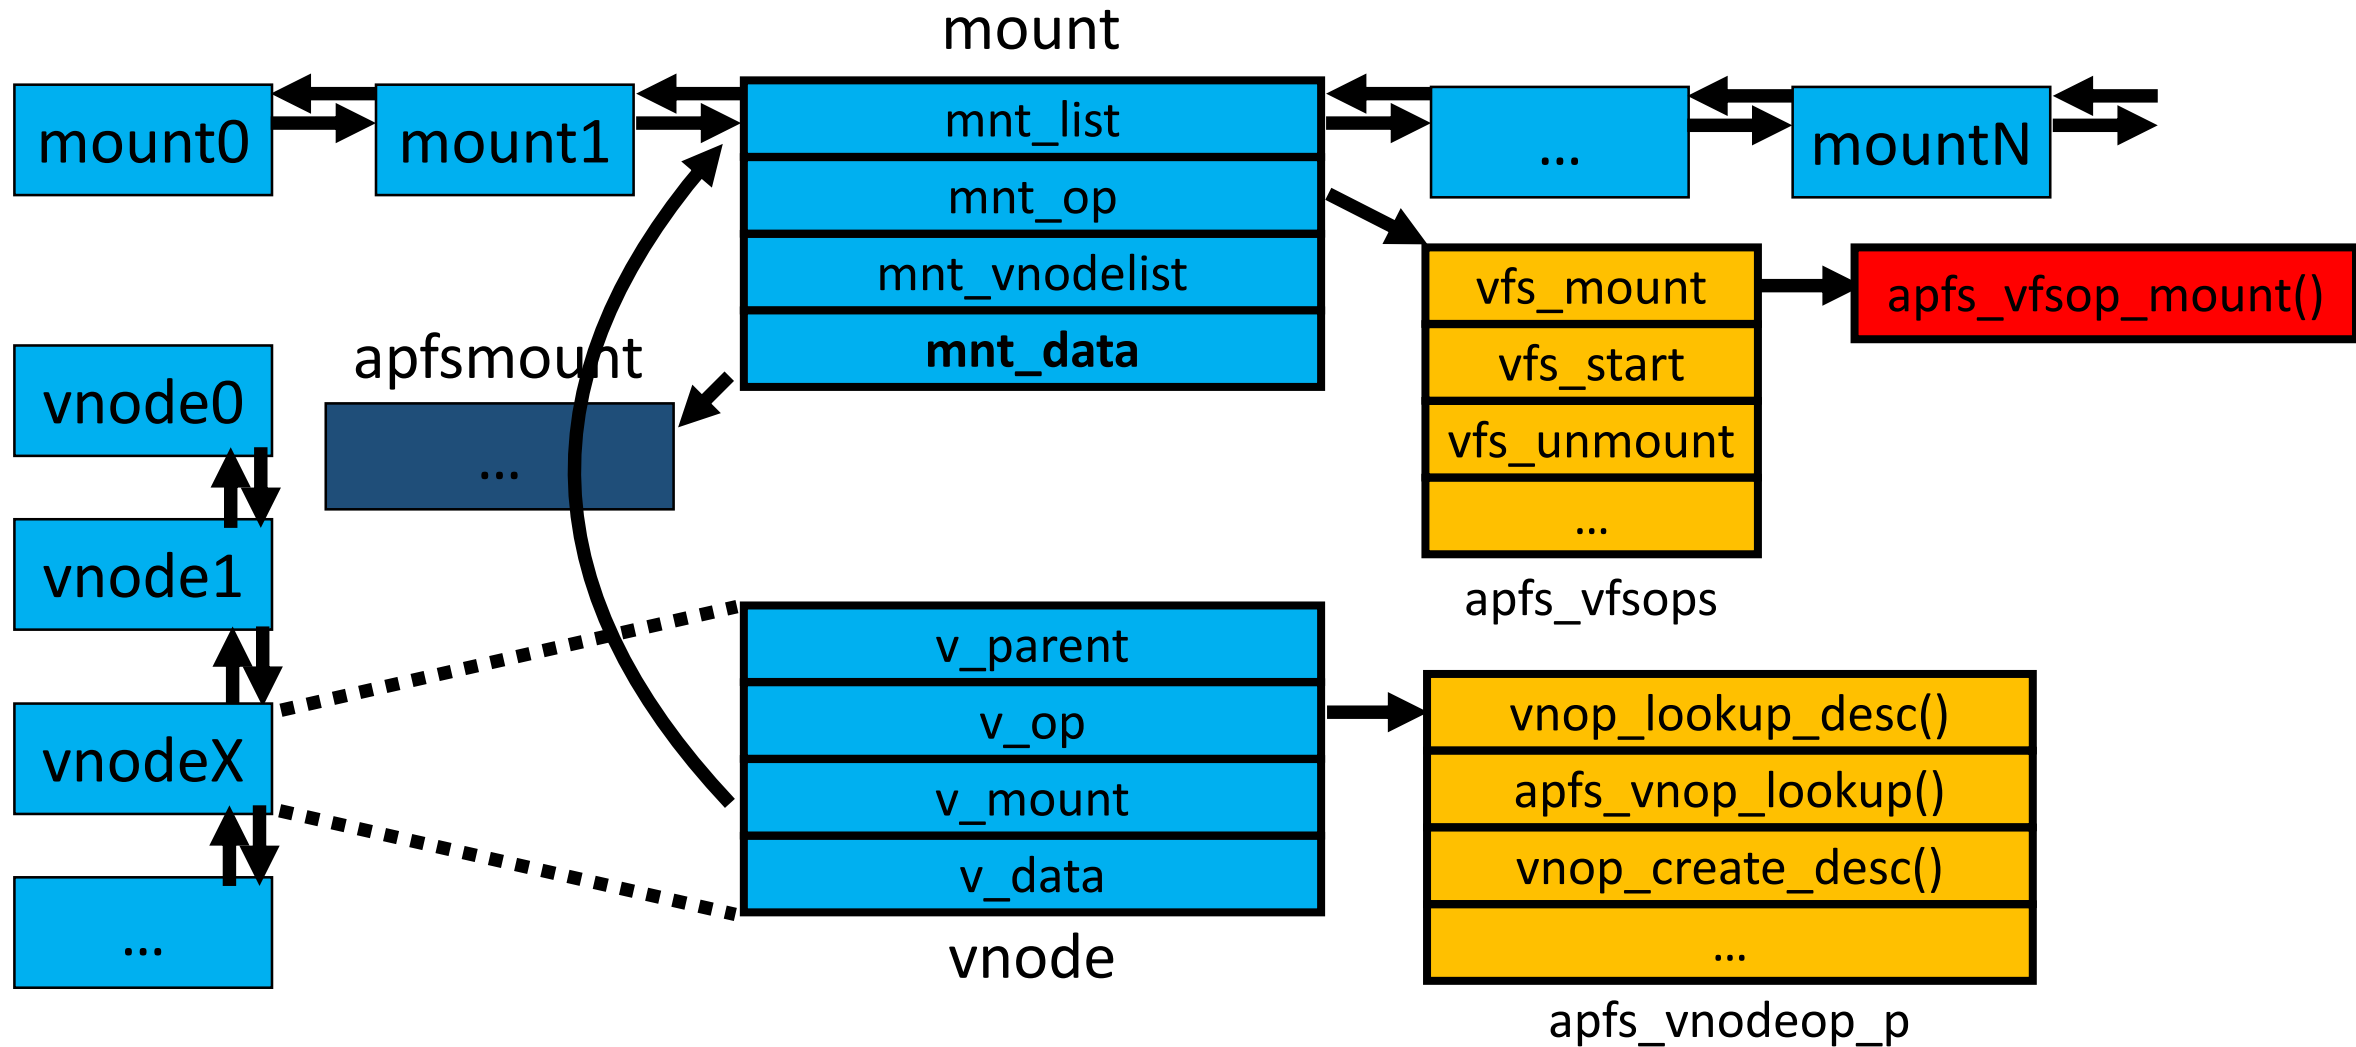 mount
mount0
mount1
mnt_list
mnt_op
mnt_vnodelist
mnt_data
...
mountN
vfs_mount
vfs_start
vfs_unmount
...
apfs_vfsops
apfs_vfsop_mount()
apfsmount
...
vnode0
vnode1
vnodeX
...
v_parent
v_op
v_mount
v_data
vnode
vnop_lookup_desc()
apfs_vnop_lookup()
vnop_create_desc()
...
apfs_vnodeop_p